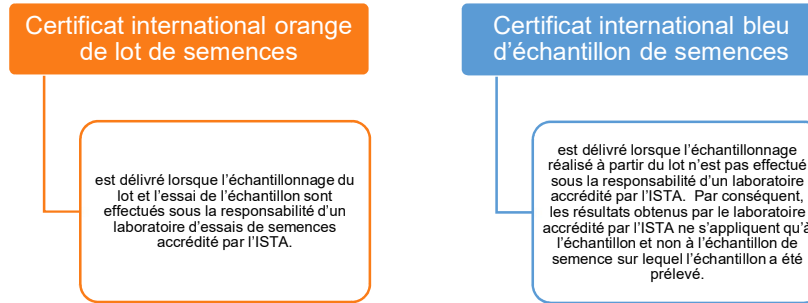 Certificat international orange
de lot de semences
est délivré lorsque l’échantillonnage du
lot et l’essai de l’échantillon sont
effectués sous la responsabilité d’un
laboratoire d’essais de semences
accrédité par l’ISTA.
Certificat international bleu
d’échantillon de semences
est délivré lorsque l’échantillonnage
réalisé à partir du lot n’est pas effectué
sous la responsabilité d’un laboratoire
accrédité par l’ISTA. Par conséquent,
les résultats obtenus par le laboratoire
accrédité par l’ISTA ne s’appliquent qu’à
l’échantillon et non à l’échantillon de
semence sur lequel l’échantillon a été
prélevé.